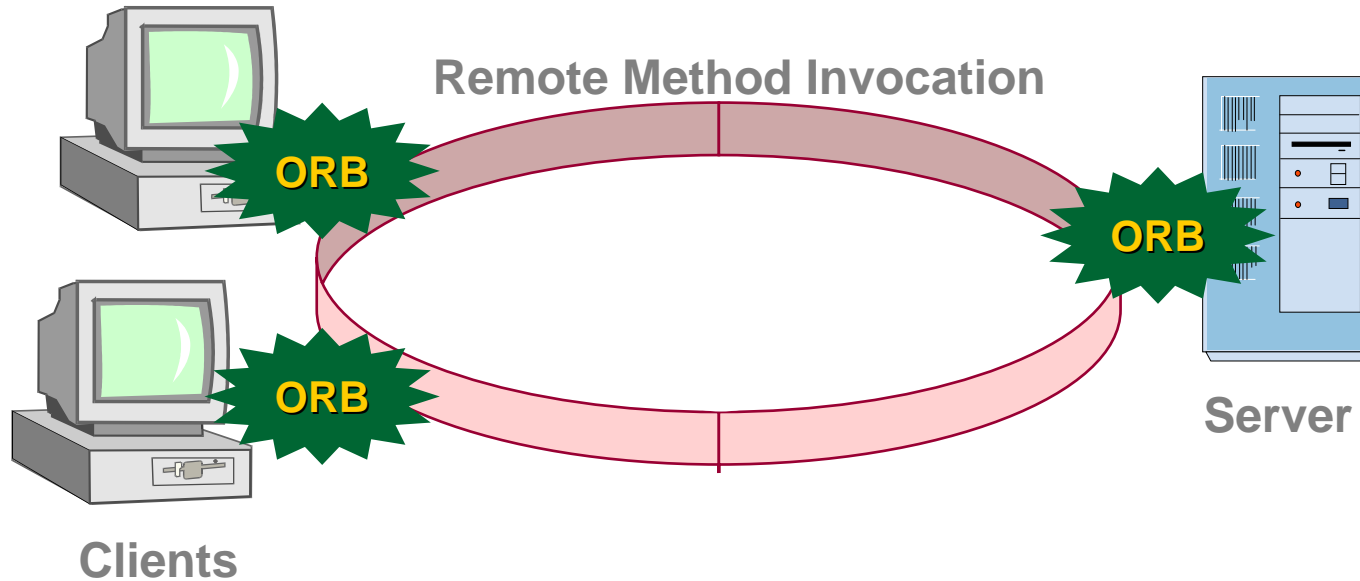 Remote Method Invocation
ORB
ORB
ORB
Server
Clients